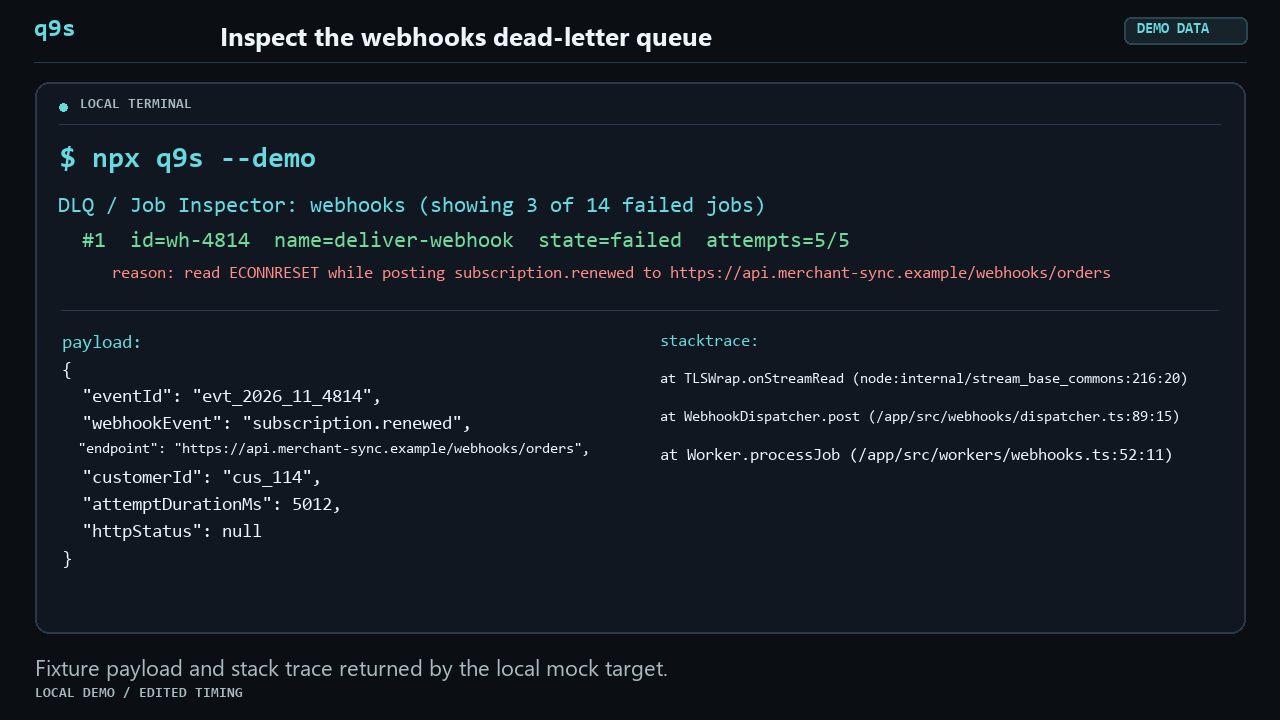 q9s
Inspect the webhooks dead-letter queue
DEMO DATA
LOCAL TERMINAL
$ npx q9s --demo
DLQ / Job Inspector: webhooks (showing 3 of 14 failed jobs)
#1 id=wh-4814 name=deliver-webhook state=failed attempts=5/5
reason: read ECONNRESET while posting subscription.renewed to https://api.merchant-sync.example/webhooks/orders
payload:
{
"eventId": "evt_2026_11_4814",
"webhookEvent": "subscription.renewed",
"endpoint": "https://api.merchant-sync.example/webhooks/orders",
"customerId": "cus_114",
"attemptDurationMs": 5012,
"httpStatus": null
}
stacktrace:
at TLSWrap.onStreamRead (node:internal/stream_base_commons:216:20)
at WebhookDispatcher.post (/app/src/webhooks/dispatcher.ts:89:15)
at Worker.processJob (/app/src/workers/webhooks.ts:52:11)
Fixture payload and stack trace returned by the local mock target.
LOCAL DEMO / EDITED TIMING